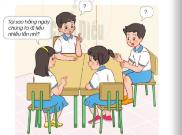 Tại sao hằng ngày
chúng ta đi tiểu
nhiều lần nhỉ?
?
?